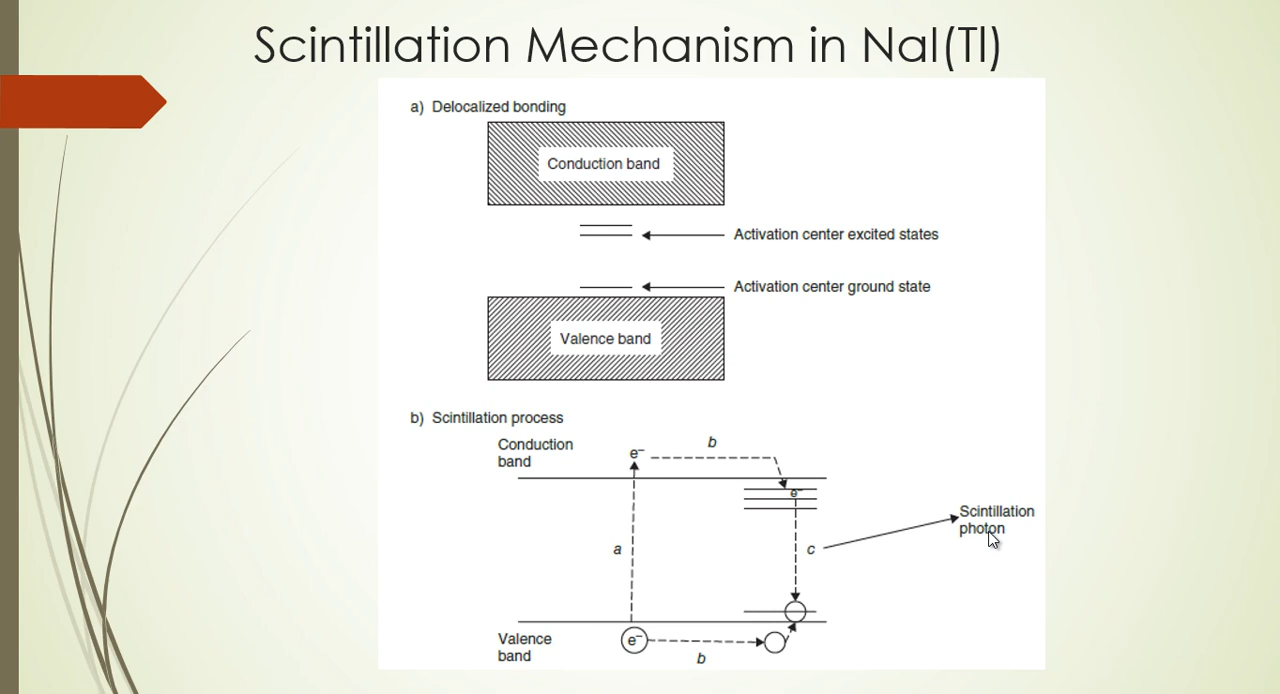 Scintillation Mechanism in NaI(Tl)
a) Delocalized bonding
Conduction band
Activation center excited states
Activation center ground state
Valence band
b) Scintillation process
Conduction
band
e⁻
b
e⁻
Scintillation
photon
a
c
Valence
band
e⁻
b